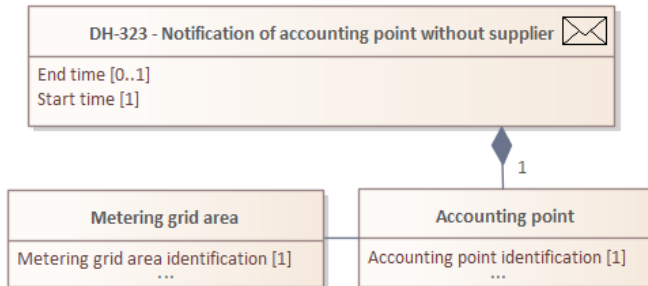 DH-323 - Notification of accounting point without supplier
End time [0..1]
Start time [1]
1
Metering grid area
Metering grid area identification [1]
...
Accounting point
Accounting point identification [1]
...